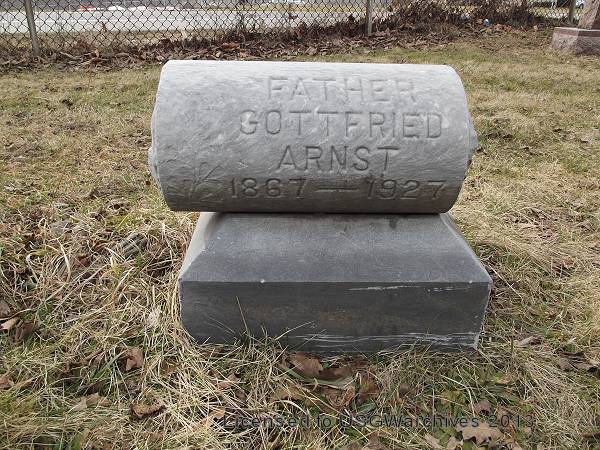 FATHER
GOTTFRIED
ARNST
1867 — 1927
Licensed to USGWarchives 2013